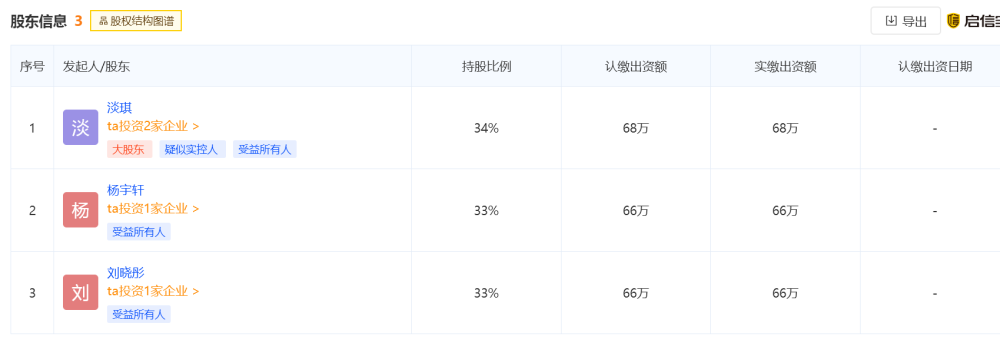 股东信息 3 股权结构图谱 导出 启信
序号 发起人/股东 持股比例 认缴出资额 实缴出资额 认缴出资日期
淡琪
ta投资2家企业 >
1 淡 34% 68万 68万 -
大股东 疑似实控人 受益所有人
杨宇轩
ta投资1家企业 >
2 杨 33% 66万 66万 -
受益所有人
刘晓彤
ta投资1家企业 >
3 刘 33% 66万 66万 -
受益所有人